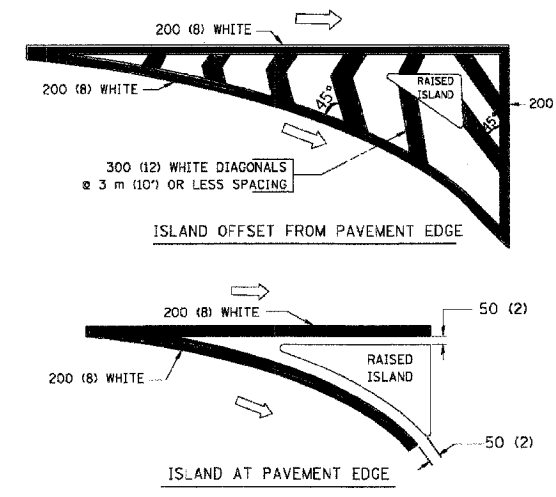 200 (8) WHITE
200 (8) WHITE
45°
RAISED
ISLAND
200
45°
300 (12) WHITE DIAGONALS
@ 3 m (10') OR LESS SPACING
ISLAND OFFSET FROM PAVEMENT EDGE
200 (8) WHITE
50 (2)
RAISED
ISLAND
200 (8) WHITE
50 (2)
ISLAND AT PAVEMENT EDGE